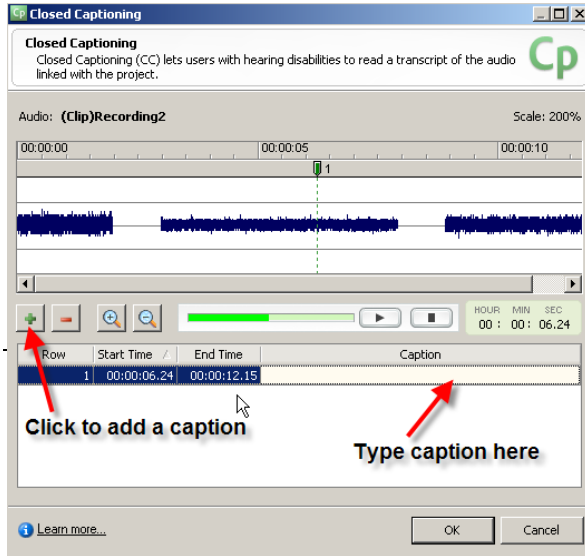 Cp Closed Captioning
Closed Captioning
Closed Captioning (CC) lets users with hearing disabilities to read a transcript of the audio
linked with the project.
Cp
Audio: (Clip)Recording2 Scale: 200%
00:00:00 00:00:05 00:00:10
1
HOUR MIN SEC
00 : 00 : 06.24
Row Start Time End Time Caption
1 00:00:06.24 00:00:12.15
Click to add a caption
Type caption here
Learn more... OK Cancel